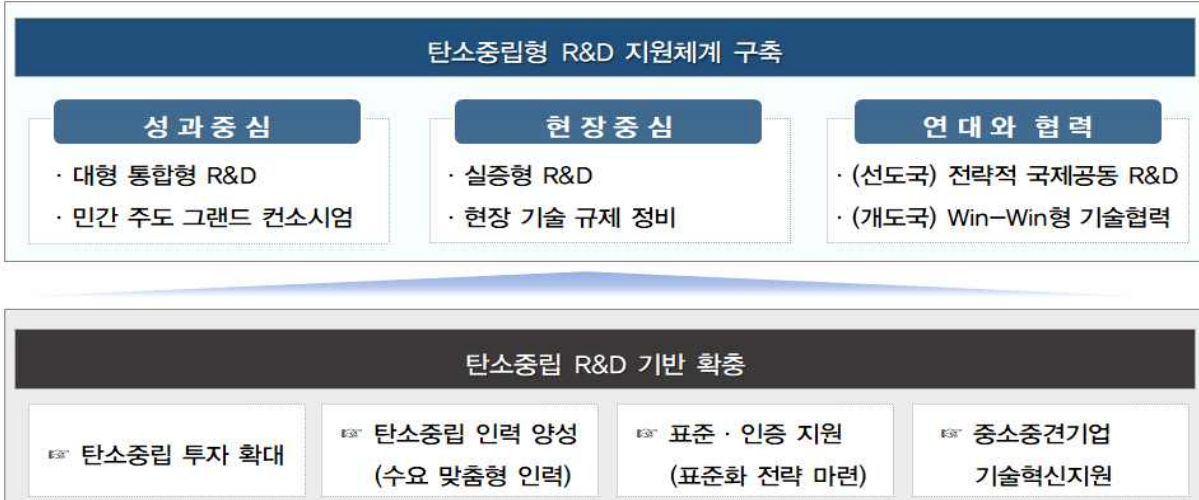 탄소중립형 R&D 지원체계 구축
성과중심
· 대형 통합형 R&D
· 민간 주도 그랜드 컨소시엄
현장중심
· 실증형 R&D
· 현장 기술 규제 정비
연대와 협력
· (선도국) 전략적 국제공동 R&D
· (개도국) Win-Win형 기술협력
탄소중립 R&D 기반 확충
☞ 탄소중립 투자 확대
☞ 탄소중립 인력 양성
(수요 맞춤형 인력)
☞ 표준 · 인증 지원
(표준화 전략 마련)
☞ 중소중견기업
기술혁신지원